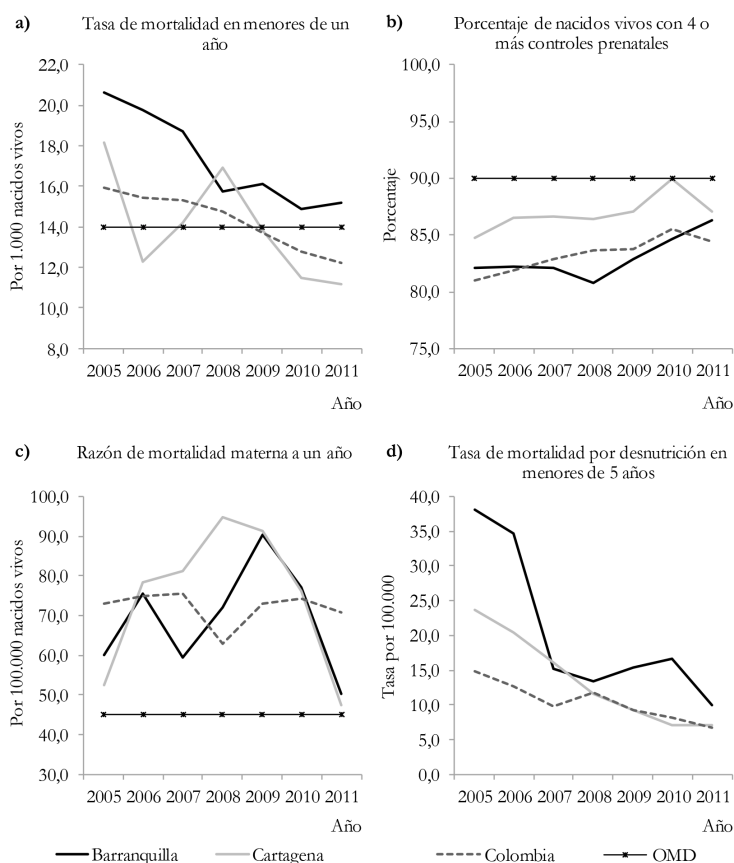 a) Tasa de mortalidad en menores de un
año
Por 1.000 nacidos vivos
22,0
20,0
18,0
16,0
14,0
12,0
10,0
8,0
2005 2006 2007 2008 2009 2010 2011
Año
b) Porcentaje de nacidos vivos con 4 o
más controles prenatales
Porcentaje
100,0
95,0
90,0
85,0
80,0
75,0
2005 2006 2007 2008 2009 2010 2011
Año
c) Razón de mortalidad materna a un año
Por 100.000 nacidos vivos
100,0
90,0
80,0
70,0
60,0
50,0
40,0
30,0
2005 2006 2007 2008 2009 2010 2011
Año
d) Tasa de mortalidad por desnutrición en
menores de 5 años
Tasa por 100.000
40,0
35,0
30,0
25,0
20,0
15,0
10,0
5,0
0,0
2005 2006 2007 2008 2009 2010 2011
Año
Barranquilla Cartagena Colombia OMD